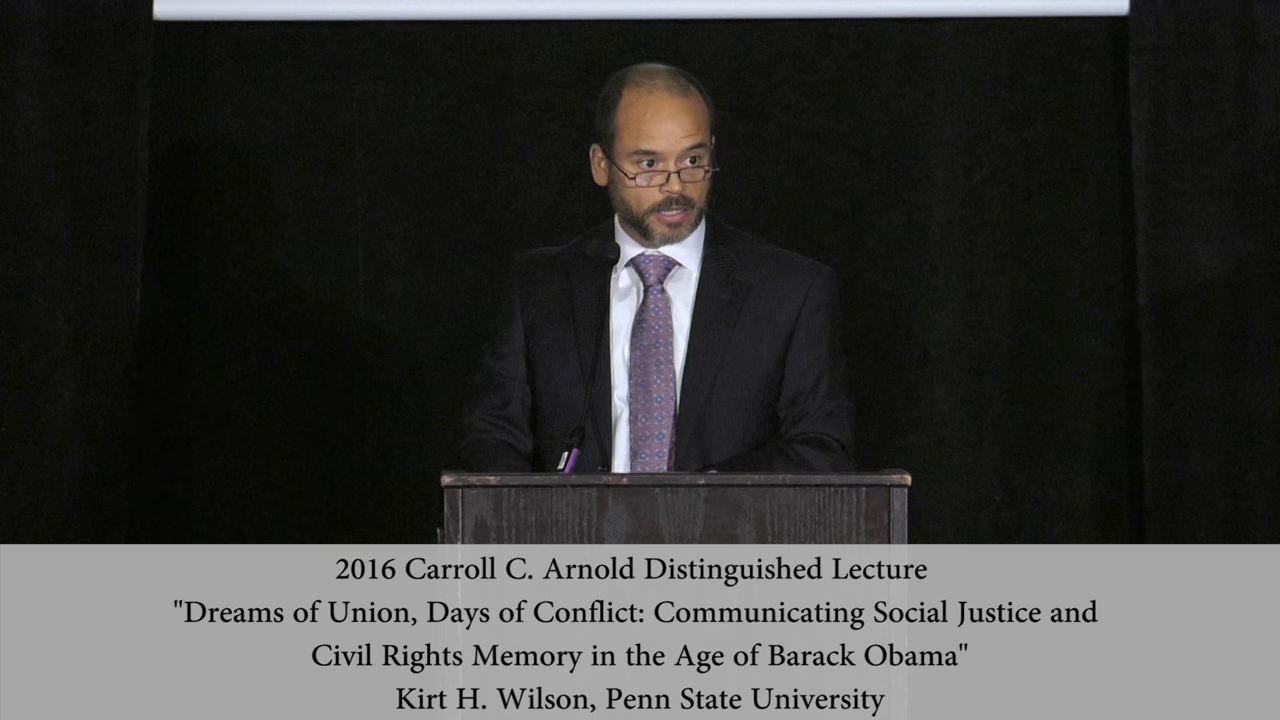 2016 Carroll C. Arnold Distinguished Lecture
"Dreams of Union, Days of Conflict: Communicating Social Justice and
Civil Rights Memory in the Age of Barack Obama"
Kirt H. Wilson, Penn State University